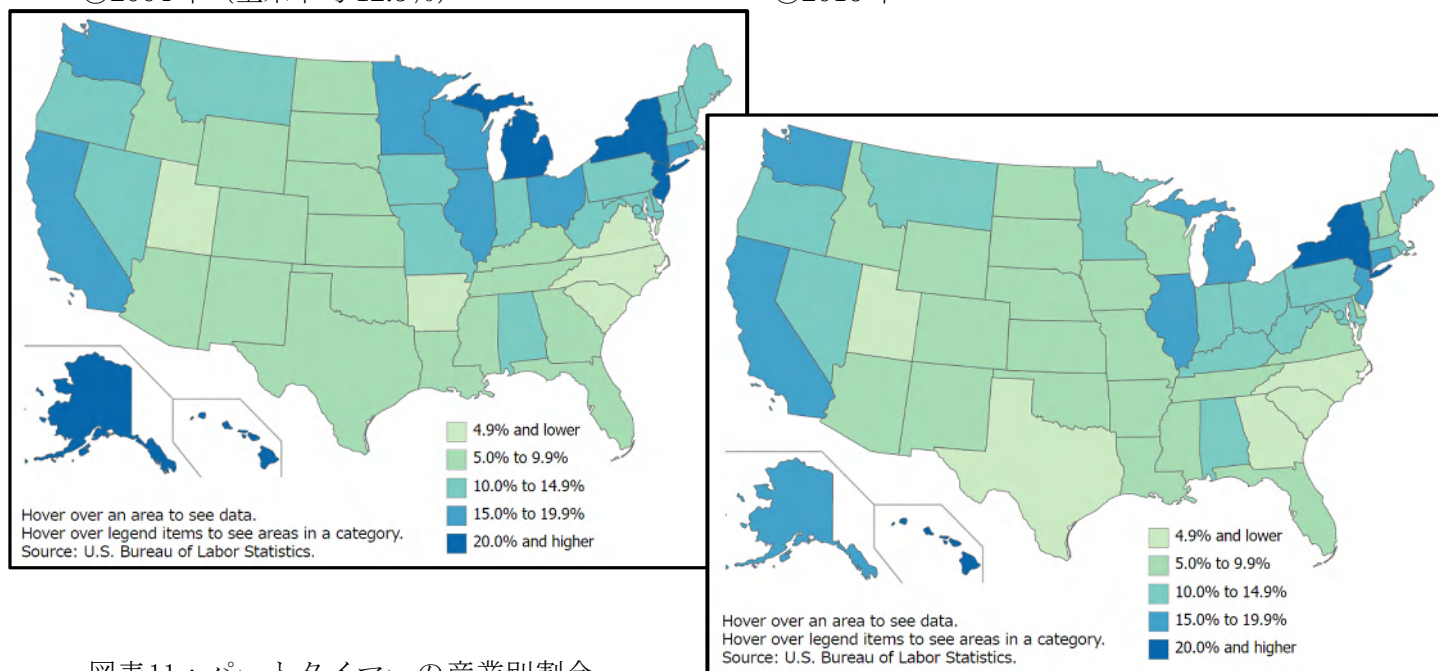 4.9% and lower
5.0% to 9.9%
10.0% to 14.9%
15.0% to 19.9%
20.0% and higher
Hover over an area to see data.
Hover over legend items to see areas in a category.
Source: U.S. Bureau of Labor Statistics.
4.9% and lower
5.0% to 9.9%
10.0% to 14.9%
15.0% to 19.9%
20.0% and higher
Hover over an area to see data.
Hover over legend items to see areas in a category.
Source: U.S. Bureau of Labor Statistics.